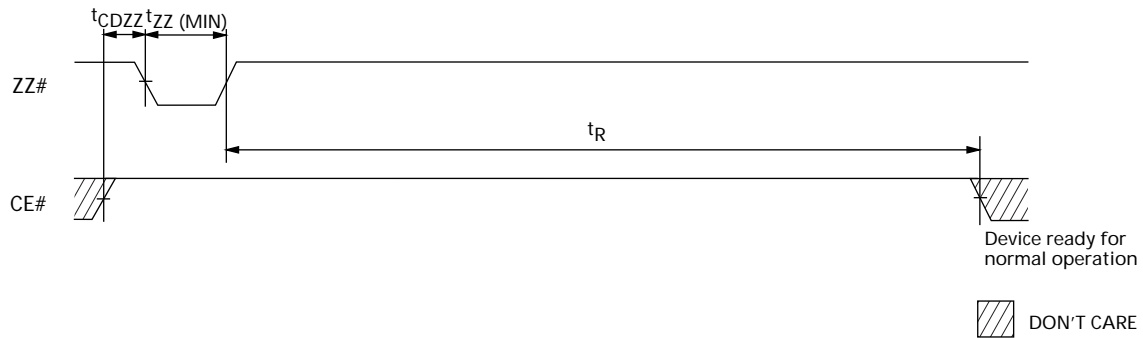 tCDZZ tZZ (MIN)
ZZ#
tR
CE#
Device ready for
normal operation
DON'T CARE